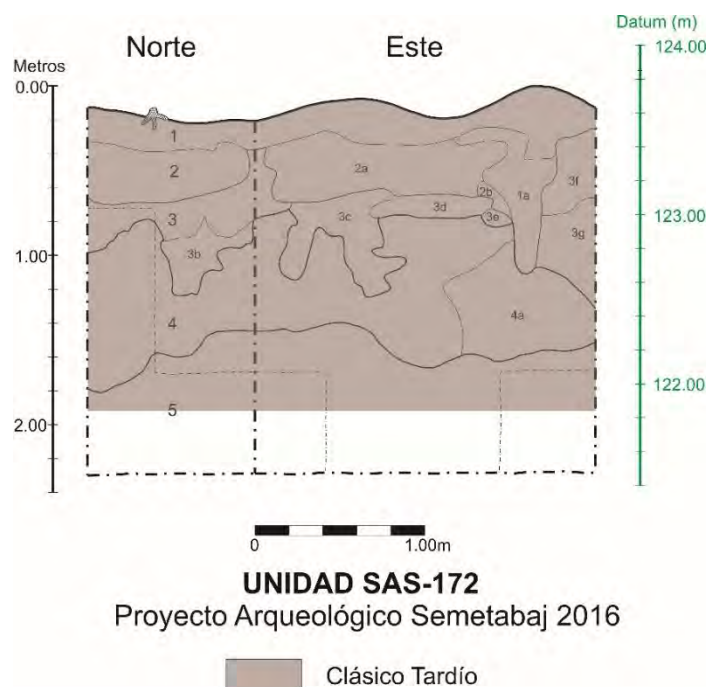 Norte Este Datum (m)
Metros
0.00
124.00
1
2
2a
2b
1a
3f
3
3c
3d
3e
3g
123.00
1.00
3b
4
4a
122.00
2.00
5
0 1.00m
UNIDAD SAS-172
Proyecto Arqueológico Semetabaj 2016
Clásico Tardío